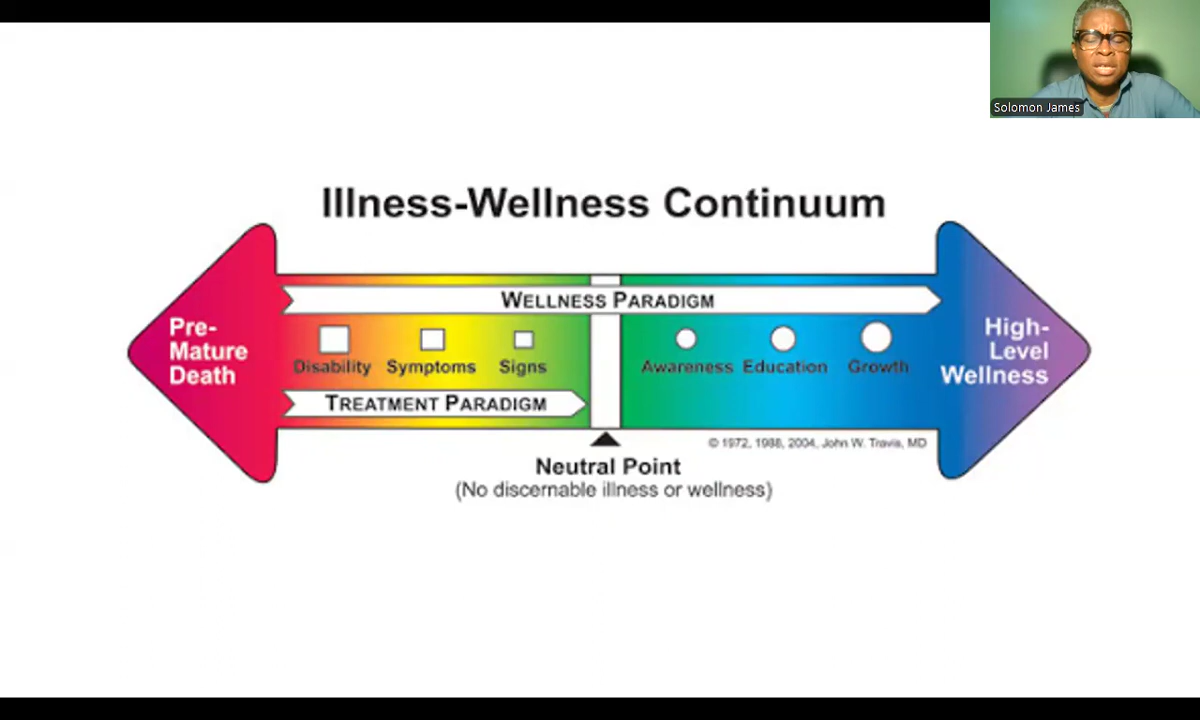 Solomon James
Illness-Wellness Continuum
WELLNESS PARADIGM
Pre-
Mature
Death
Disability Symptoms Signs
Awareness Education Growth
High-
Level
Wellness
TREATMENT PARADIGM
© 1972, 1988, 2004, John W. Travis, MD
Neutral Point
(No discernable illness or wellness)